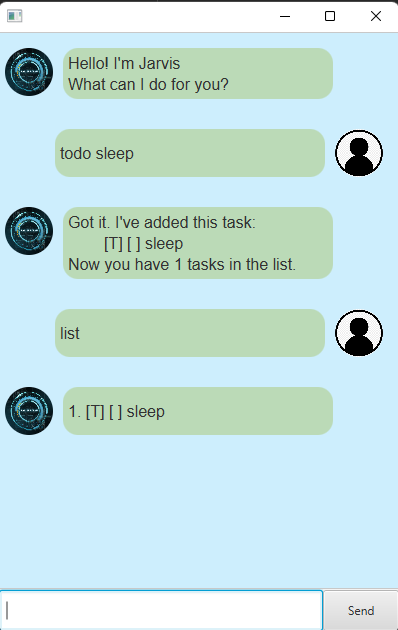 Hello! I'm Jarvis
What can I do for you?
todo sleep
Got it. I've added this task:
[T] [ ] sleep
Now you have 1 tasks in the list.
list
1. [T] [ ] sleep
Send